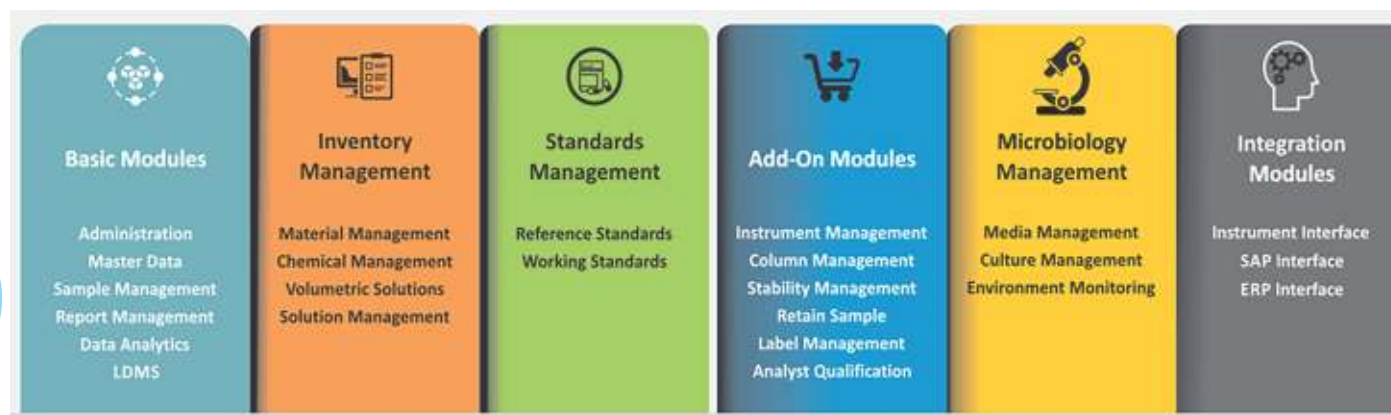 Basic Modules
Administration
Master Data
Sample Management
Report Management
Data Analytics
LDMS
Inventory
Management
Material Management
Chemical Management
Volumetric Solutions
Solution Management
Standards
Management
Reference Standards
Working Standards
Add-On Modules
Instrument Management
Column Management
Stability Management
Retain Sample
Label Management
Analyst Qualification
Microbiology
Management
Media Management
Culture Management
Environment Monitoring
Integration
Modules
Instrument Interface
SAP Interface
ERP Interface